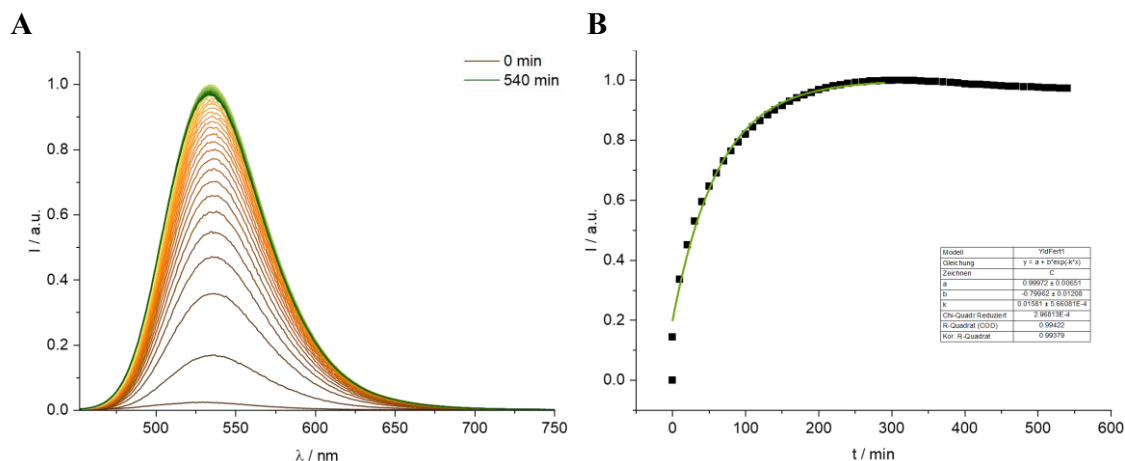 A
B
0 min
540 min
1.0
0.8
0.6
0.4
0.2
0.0
I / a.u.
500
550
600
650
700
750
λ / nm
1.0
0.8
0.6
0.4
0.2
0.0
I / a.u.
0
100
200
300
400
500
600
t / min
Modell YldFert1
Gleichung y = a + b*exp(-k*x)
Zeichnen C
a 0.99972 ± 0.00651
b -0.79962 ± 0.01208
k 0.01581 ± 5.66081E-4
Chi-Quadr Reduziert 2.96813E-4
R-Quadrat (COD) 0.99422
Kor. R-Quadrat 0.99379